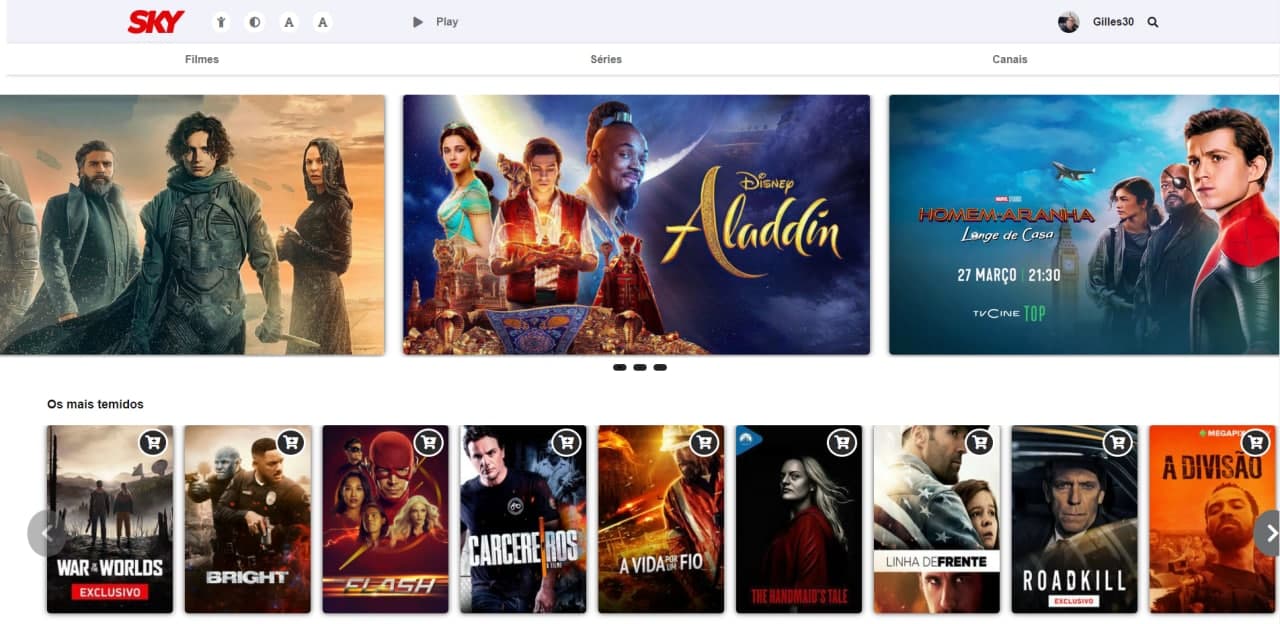 SKY
A
A
Play
Gilles30
Filmes
Séries
Canais
DISNEY
Aladdin
MARVEL STUDIOS
HOMEM-ARANHA
Longe de Casa
27 MARÇO | 21:30
TVCINE TOP
Os mais temidos
WAR OF THE WORLDS
EXCLUSIVO
BRIGHT
FLASH
CARCEREIROS
O FILME
A VIDA POR UM FIO
THE HANDMAID'S TALE
LINHA DE FRENTE
ROADKILL
EXCLUSIVO
A DIVISÃO